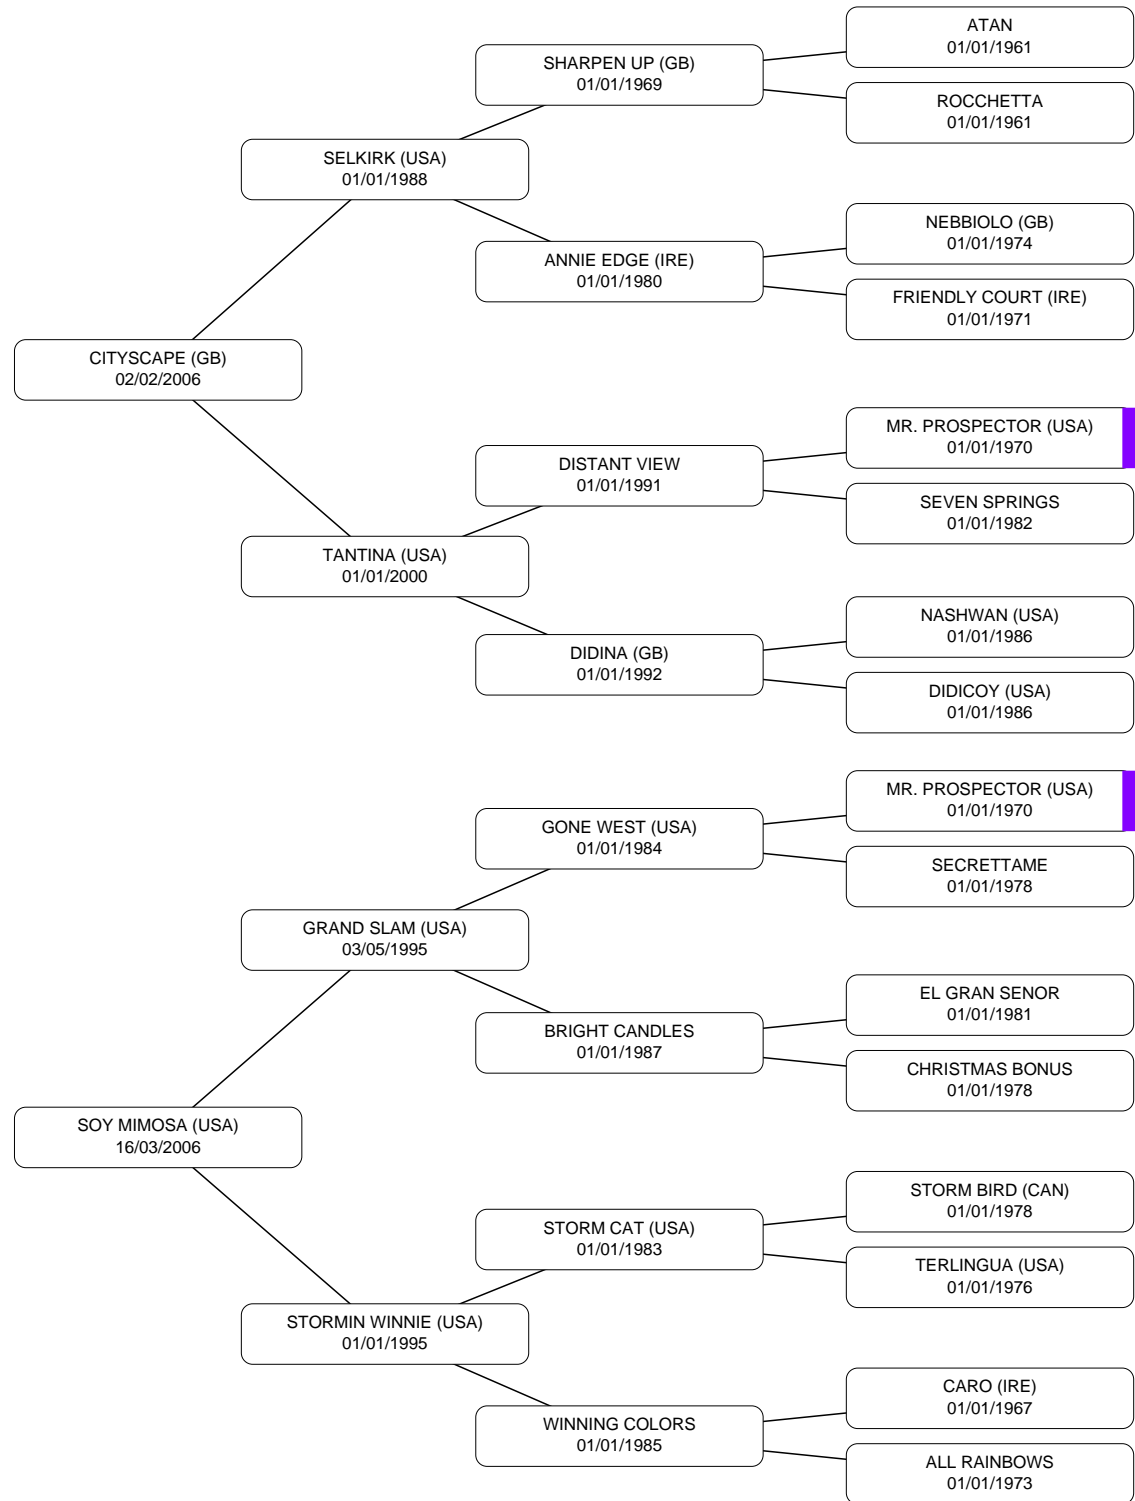 ATAN
01/01/1961
SHARPEN UP (GB)
01/01/1969
ROCCHETTA
01/01/1961
SELKIRK (USA)
01/01/1988
NEBBIOLO (GB)
01/01/1974
ANNIE EDGE (IRE)
01/01/1980
FRIENDLY COURT (IRE)
01/01/1971
CITYSCAPE (GB)
02/02/2006
MR. PROSPECTOR (USA)
01/01/1970
DISTANT VIEW
01/01/1991
SEVEN SPRINGS
01/01/1982
TANTINA (USA)
01/01/2000
NASHWAN (USA)
01/01/1986
DIDINA (GB)
01/01/1992
DIDICOY (USA)
01/01/1986
MR. PROSPECTOR (USA)
01/01/1970
GONE WEST (USA)
01/01/1984
SECRETTAME
01/01/1978
GRAND SLAM (USA)
03/05/1995
EL GRAN SENOR
01/01/1981
BRIGHT CANDLES
01/01/1987
CHRISTMAS BONUS
01/01/1978
SOY MIMOSA (USA)
16/03/2006
STORM BIRD (CAN)
01/01/1978
STORM CAT (USA)
01/01/1983
TERLINGUA (USA)
01/01/1976
STORMIN WINNIE (USA)
01/01/1995
CARO (IRE)
01/01/1967
WINNING COLORS
01/01/1985
ALL RAINBOWS
01/01/1973